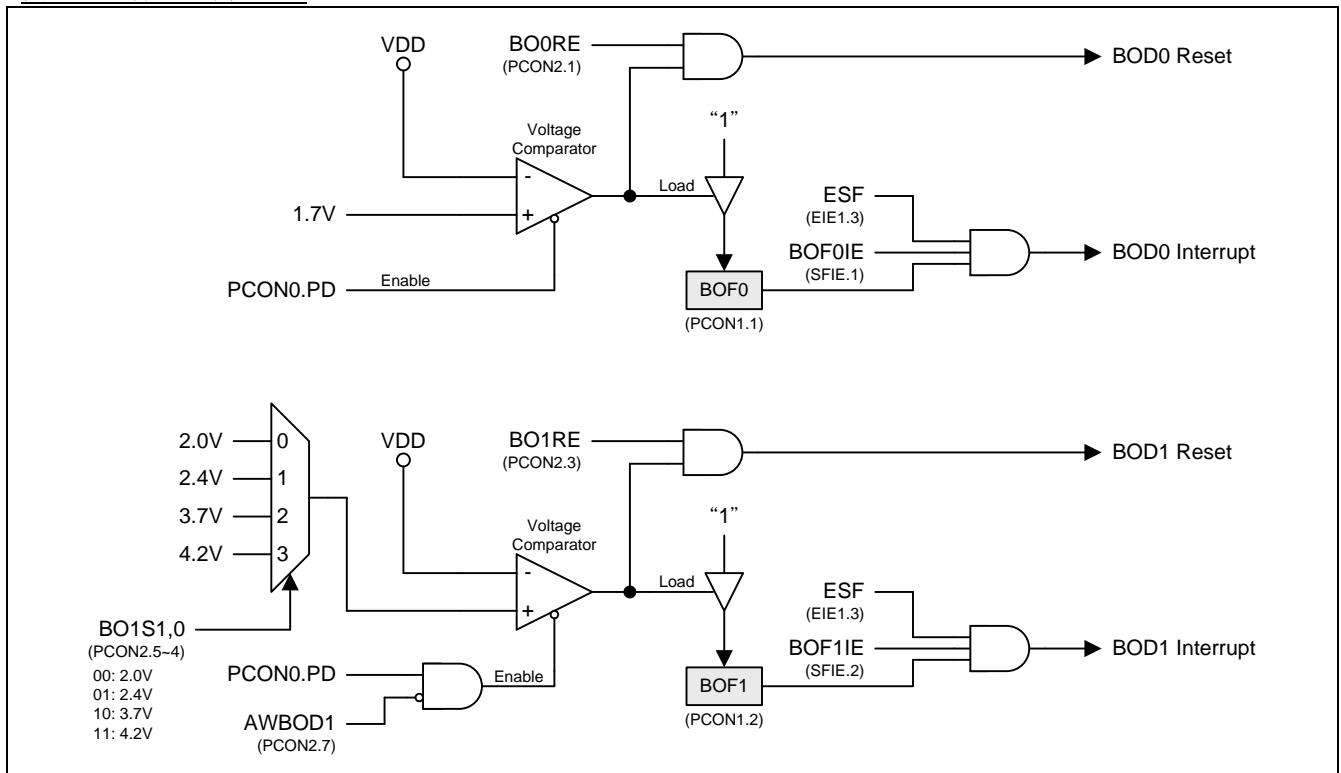 VDD
BO0RE
(PCON2.1)
BOD0 Reset
Voltage
Comparator
“1”
-
Load
1.7V
+
ESF
(EIE1.3)
BOF0IE
(SFIE.1)
BOD0 Interrupt
PCON0.PD
Enable
BOF0
(PCON1.1)
2.0V
0
2.4V
1
3.7V
2
4.2V
3
VDD
BO1RE
(PCON2.3)
BOD1 Reset
Voltage
Comparator
“1”
-
Load
+
ESF
(EIE1.3)
BOF1IE
(SFIE.2)
BOD1 Interrupt
BO1S1,0
(PCON2.5~4)
00: 2.0V
01: 2.4V
10: 3.7V
11: 4.2V
PCON0.PD
Enable
AWBOD1
(PCON2.7)
BOF1
(PCON1.2)